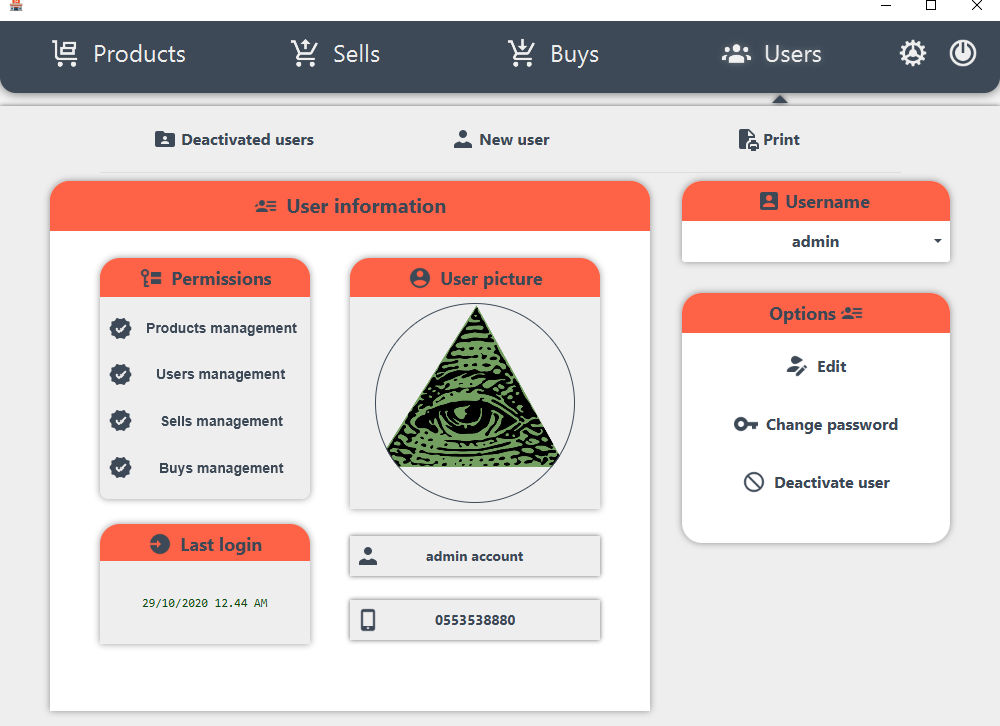 Products
Sells
Buys
Users
Deactivated users
New user
Print
User information
Permissions
Products management
Users management
Sells management
Buys management
User picture
Last login
29/10/2020 12.44 AM
admin account
0553538880
Username
admin
Options
Edit
Change password
Deactivate user